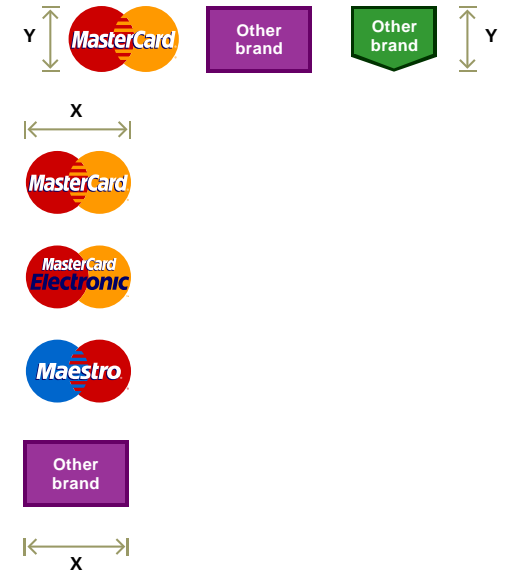 Y MasterCard Other brand Other brand Y
X
MasterCard
MasterCard
Electronic
Maestro
Other
brand
X